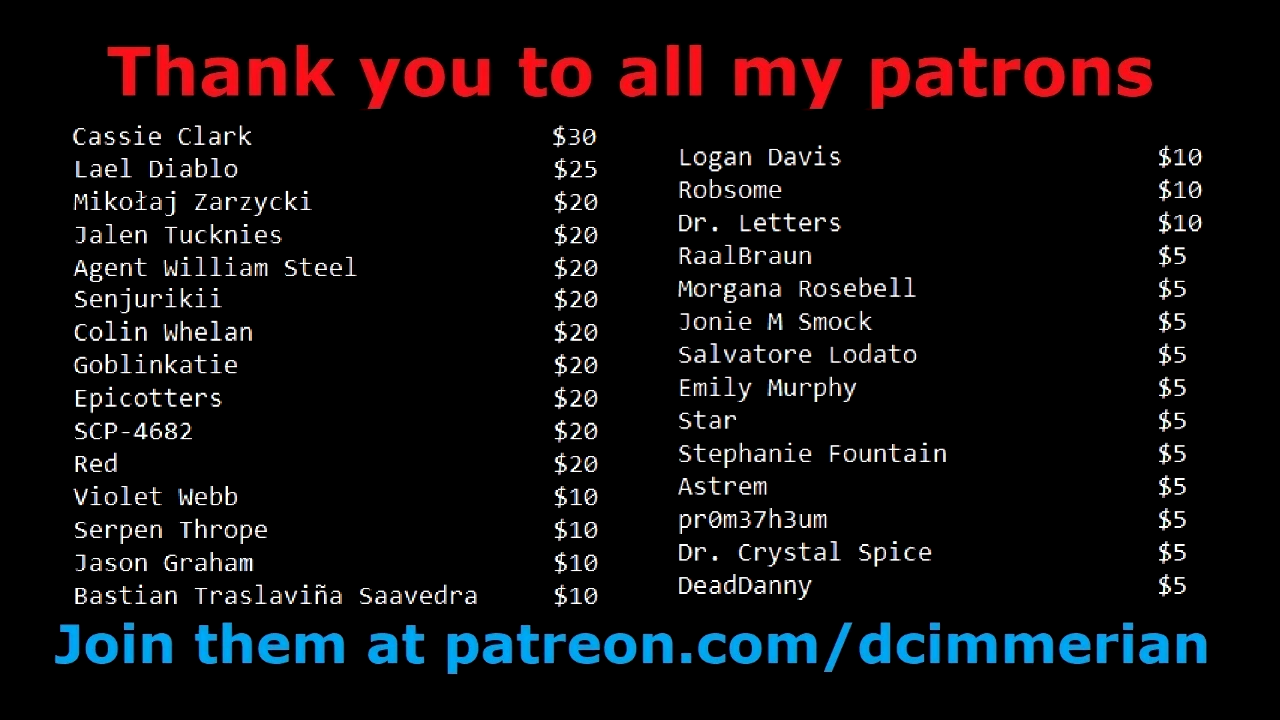 Thank you to all my patrons
Cassie Clark $30
Lael Diablo $25
Mikołaj Zarzycki $20
Jalen Tucknies $20
Agent William Steel $20
Senjurikii $20
Colin Whelan $20
Goblinkatie $20
Epicotters $20
SCP-4682 $20
Red $20
Violet Webb $10
Serpen Thrope $10
Jason Graham $10
Bastian Traslaviña Saavedra $10
Logan Davis $10
Robsome $10
Dr. Letters $10
RaalBraun $5
Morgana Rosebell $5
Jonie M Smock $5
Salvatore Lodato $5
Emily Murphy $5
Star $5
Stephanie Fountain $5
Astrem $5
pr0m37h3um $5
Dr. Crystal Spice $5
DeadDanny $5
Join them at patreon.com/dcimmerian